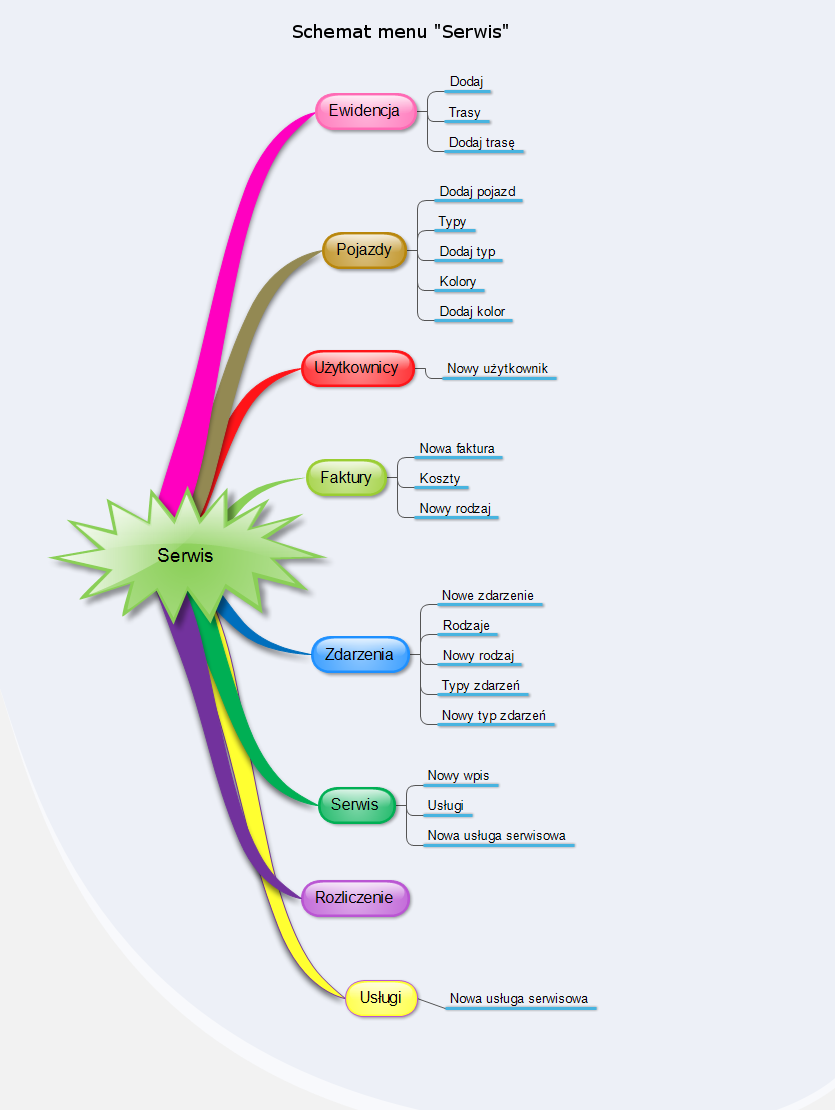 Schemat menu "Serwis"
Ewidencja
Dodaj
Trasy
Dodaj trasę
Pojazdy
Dodaj pojazd
Typy
Dodaj typ
Kolory
Dodaj kolor
Użytkownicy
Nowy użytkownik
Faktury
Nowa faktura
Koszty
Nowy rodzaj
Serwis
Zdarzenia
Nowe zdarzenie
Rodzaje
Nowy rodzaj
Typy zdarzeń
Nowy typ zdarzeń
Serwis
Nowy wpis
Usługi
Nowa usługa serwisowa
Rozliczenie
Usługi
Nowa usługa serwisowa